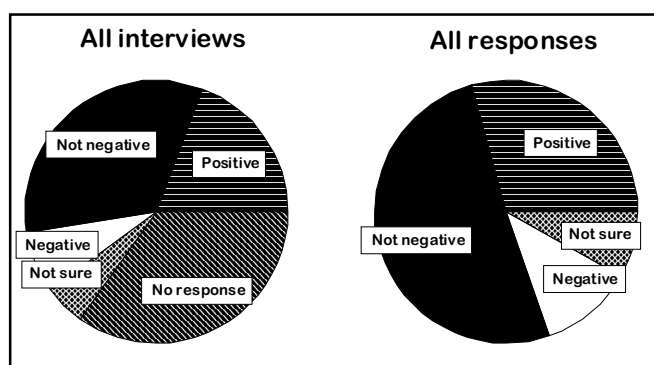 All interviews
Not negative
Positive
Negative
Not sure
No response
All responses
Positive
Not sure
Not negative
Negative